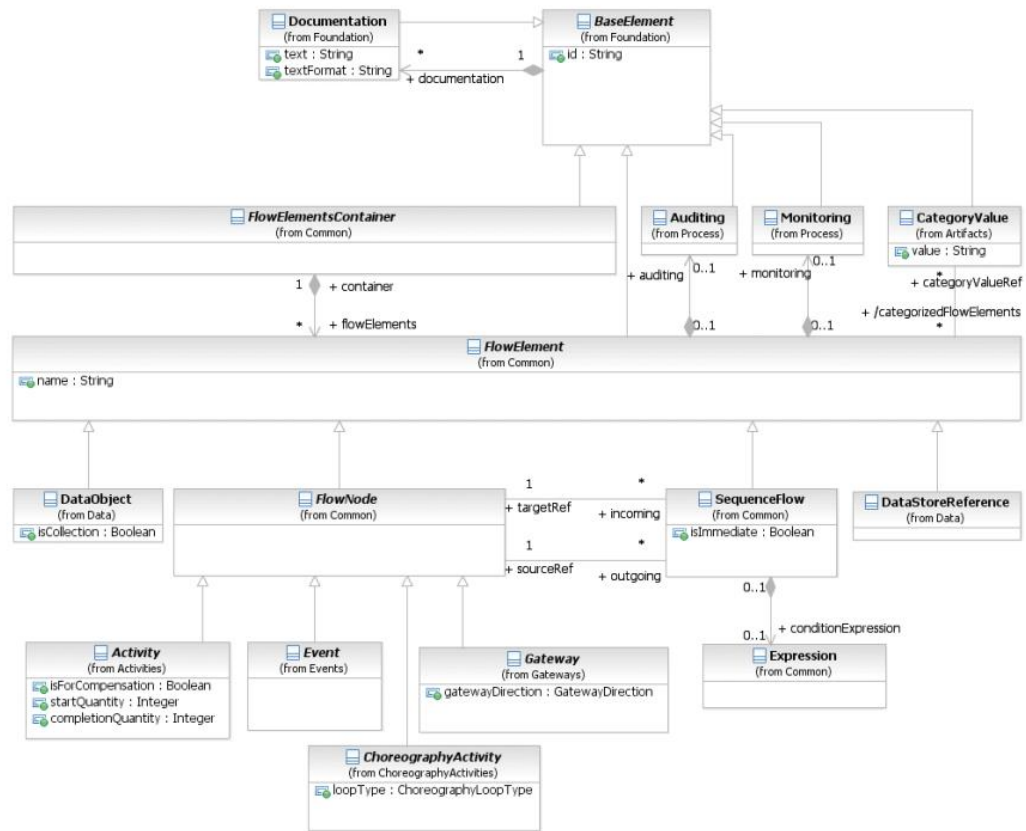 Documentation
(from Foundation)
text : String
textFormat : String
BaseElement
(from Foundation)
id : String
*
1
+ documentation
FlowElementsContainer
(from Common)
Auditing
(from Process)
Monitoring
(from Process)
CategoryValue
(from Artifacts)
value : String
1
+ container
+ auditing
0..1
+ monitoring
0..1
*
+ categoryValueRef
*
+ flowElements
0..1
0..1
+ /categorizedFlowElements
*
FlowElement
(from Common)
name : String
DataObject
(from Data)
isCollection : Boolean
FlowNode
(from Common)
1
*
+ targetRef
+ incoming
1
*
+ sourceRef
+ outgoing
SequenceFlow
(from Common)
isImmediate : Boolean
DataStoreReference
(from Data)
0..1
0..1
+ conditionExpression
Activity
(from Activities)
isForCompensation : Boolean
startQuantity : Integer
completionQuantity : Integer
Event
(from Events)
Gateway
(from Gateways)
gatewayDirection : GatewayDirection
Expression
(from Common)
ChoreographyActivity
(from ChoreographyActivities)
loopType : ChoreographyLoopType